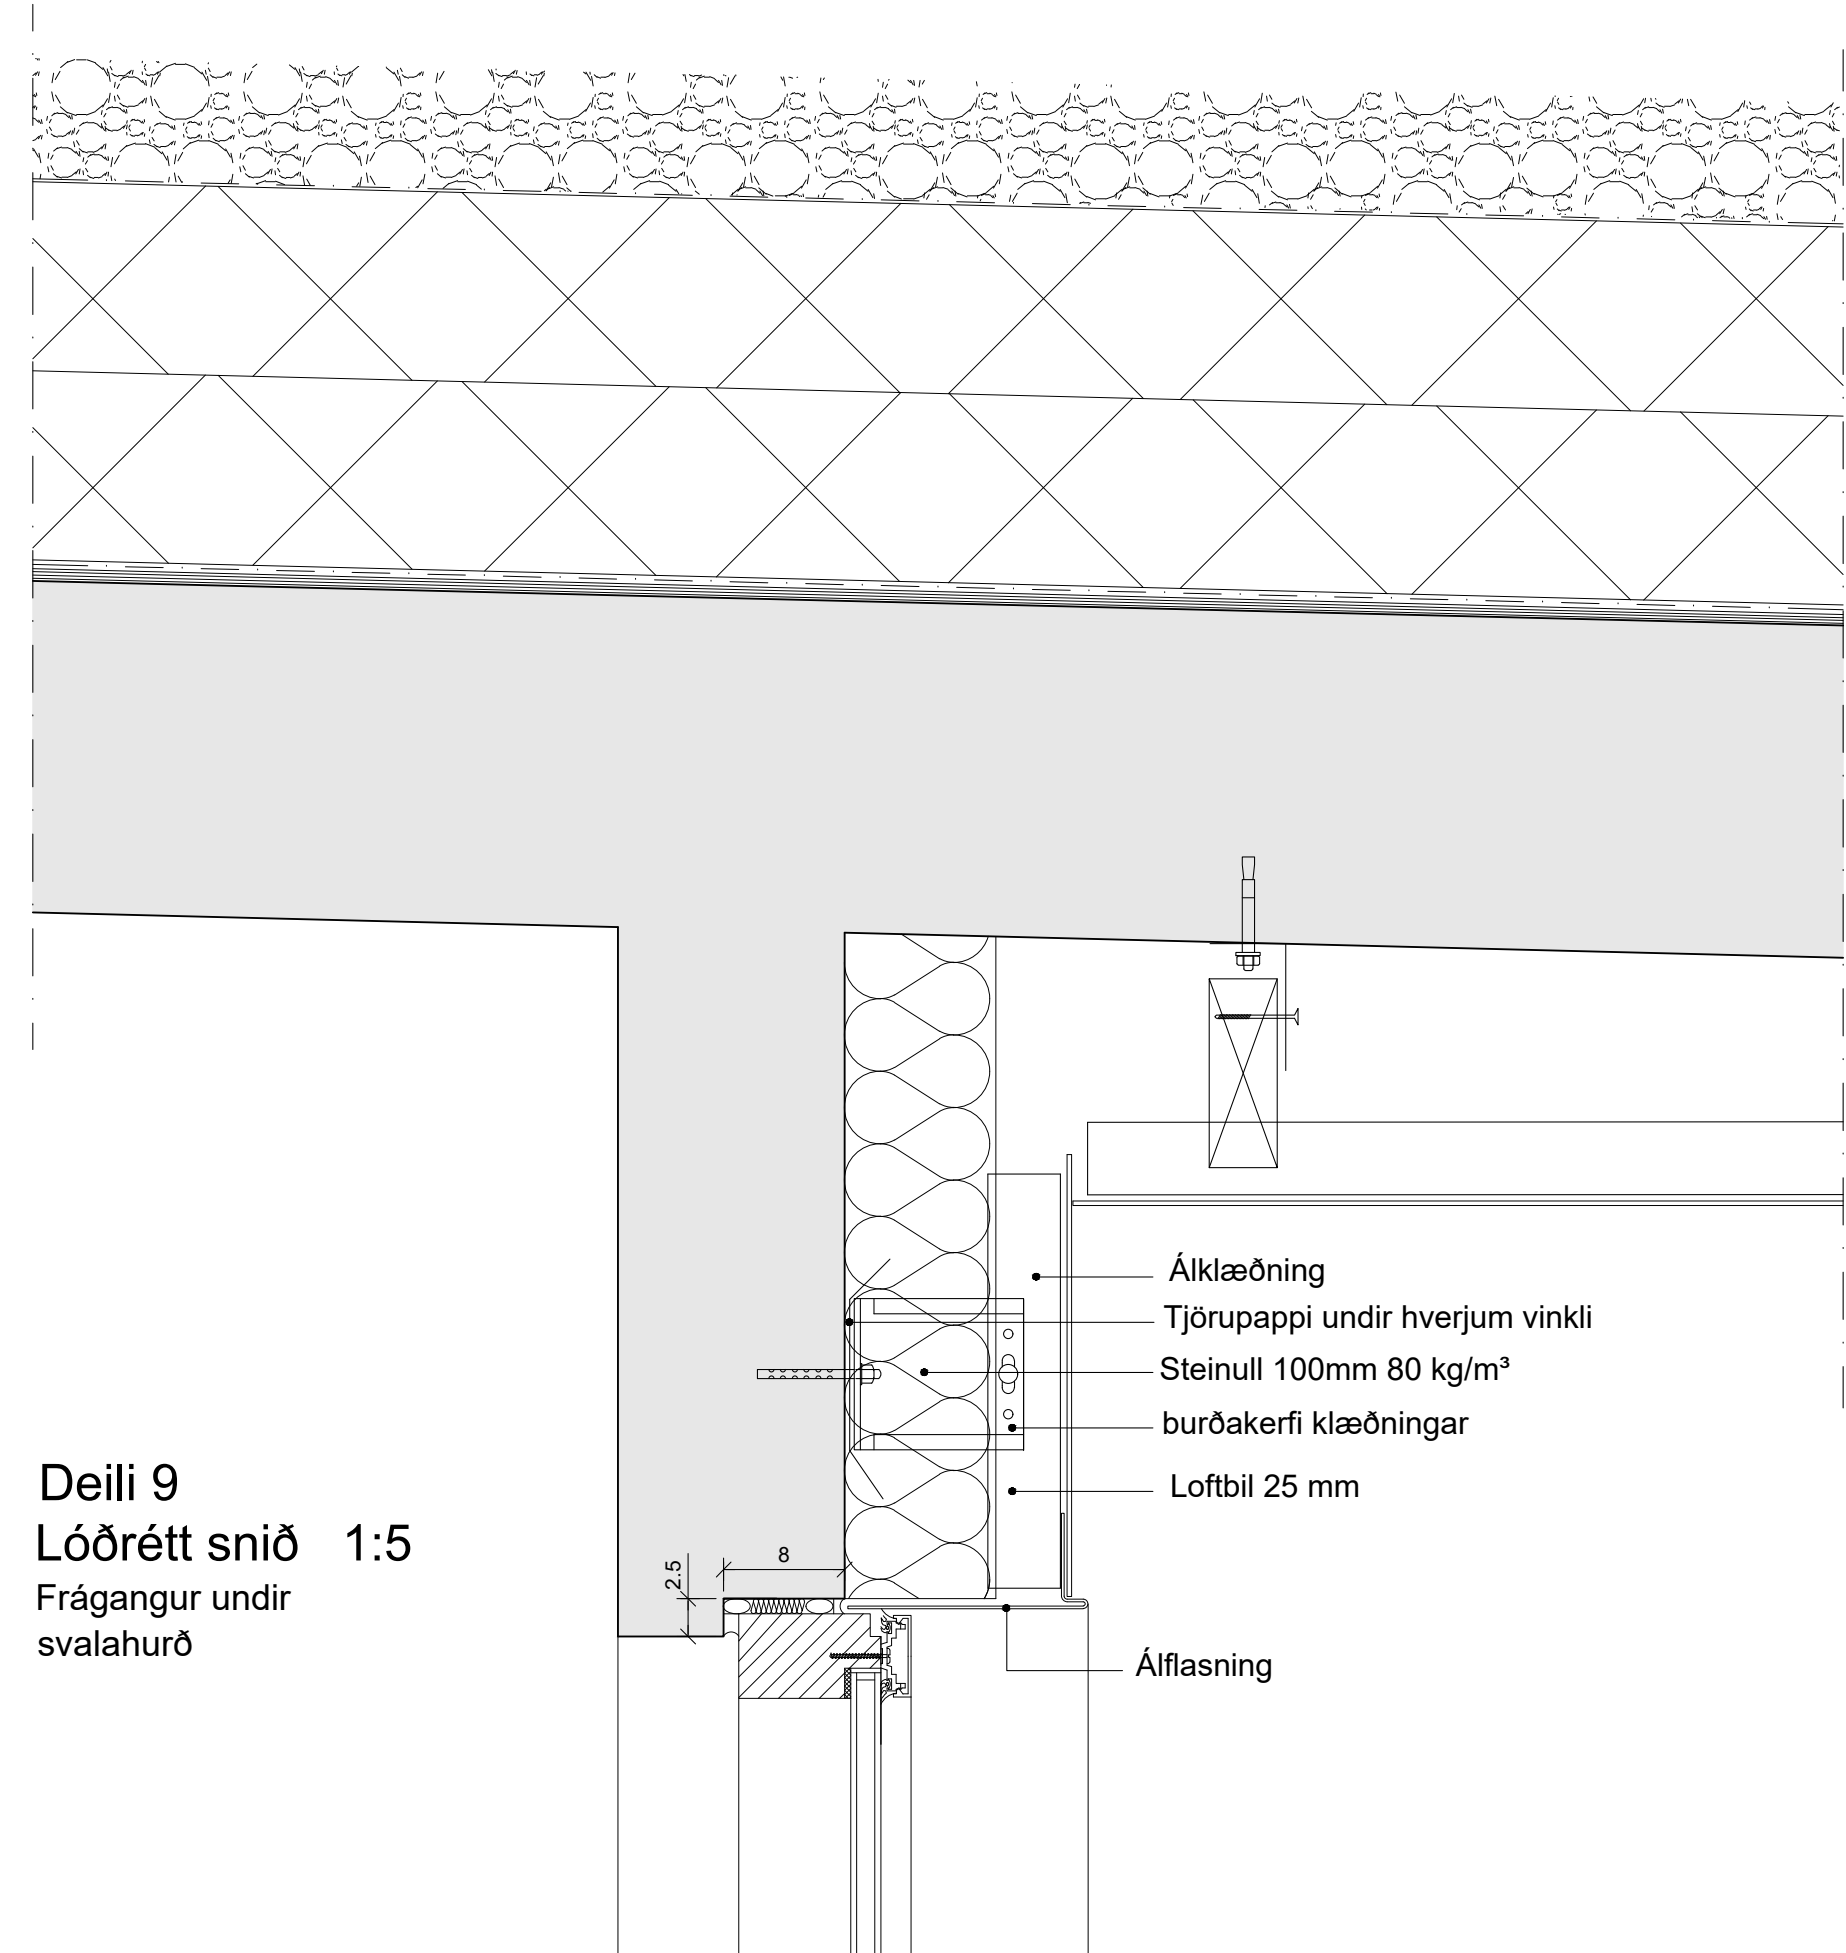 Álklæðning
Tjörupappi undir hverjum vinkli
Steinull 100mm 80 kg/m³
burðakerfi klæðningar
Loftbil 25 mm
Deili 9
Lóðrétt snið 1:5
Frágangur undir
svalahurð
8
2.5
Álflasning